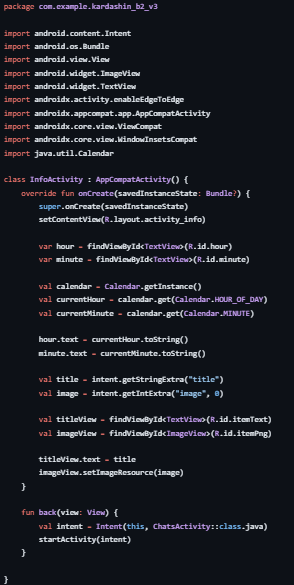 package com.example.kardashin_b2_v3
import android.content.Intent
import android.os.Bundle
import android.view.View
import android.widget.ImageView
import android.widget.TextView
import androidx.activity.enableEdgeToEdge
import androidx.appcompat.app.AppCompatActivity
import androidx.core.view.ViewCompat
import androidx.core.view.WindowInsetsCompat
import java.util.Calendar
class InfoActivity : AppCompatActivity() {
    override fun onCreate(savedInstanceState: Bundle?) {
        super.onCreate(savedInstanceState)
        setContentView(R.layout.activity_info)
        var hour = findViewById<TextView>(R.id.hour)
        var minute = findViewById<TextView>(R.id.minute)
        val calendar = Calendar.getInstance()
        val currentHour = calendar.get(Calendar.HOUR_OF_DAY)
        val currentMinute = calendar.get(Calendar.MINUTE)
        hour.text = currentHour.toString()
        minute.text = currentMinute.toString()
        val title = intent.getStringExtra("title")
        val image = intent.getIntExtra("image", 0)
        val titleView = findViewById<TextView>(R.id.itemText)
        val imageView = findViewById<ImageView>(R.id.itemPng)
        titleView.text = title
        imageView.setImageResource(image)
    }
    fun back(view: View) {
        val intent = Intent(this, ChatsActivity::class.java)
        startActivity(intent)
    }
}